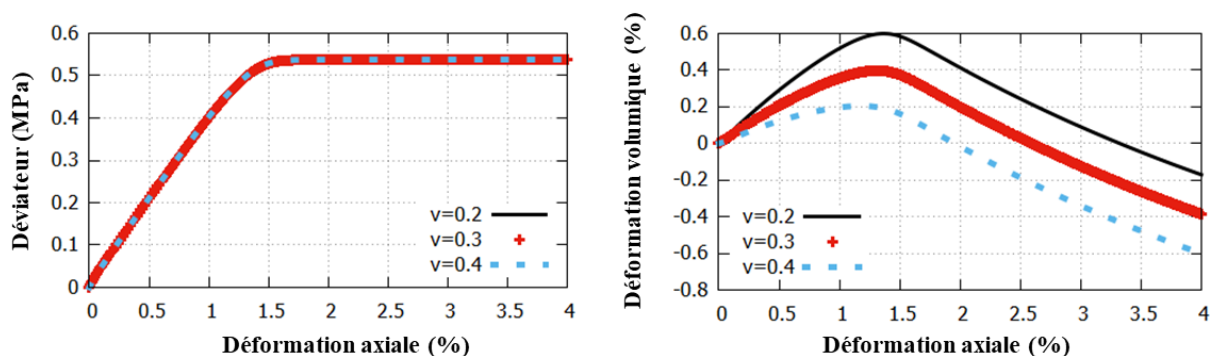 Déviateur (MPa)
0.6
0.5
0.4
0.3
0.2
0.1
0
v=0.2
v=0.3
v=0.4
0 0.5 1 1.5 2 2.5 3 3.5 4
Déformation axiale (%)
Déformation volumique (%)
0.6
0.4
0.2
0
-0.2
-0.4
-0.6
-0.8
v=0.2
v=0.3
v=0.4
0 0.5 1 1.5 2 2.5 3 3.5 4
Déformation axiale (%)